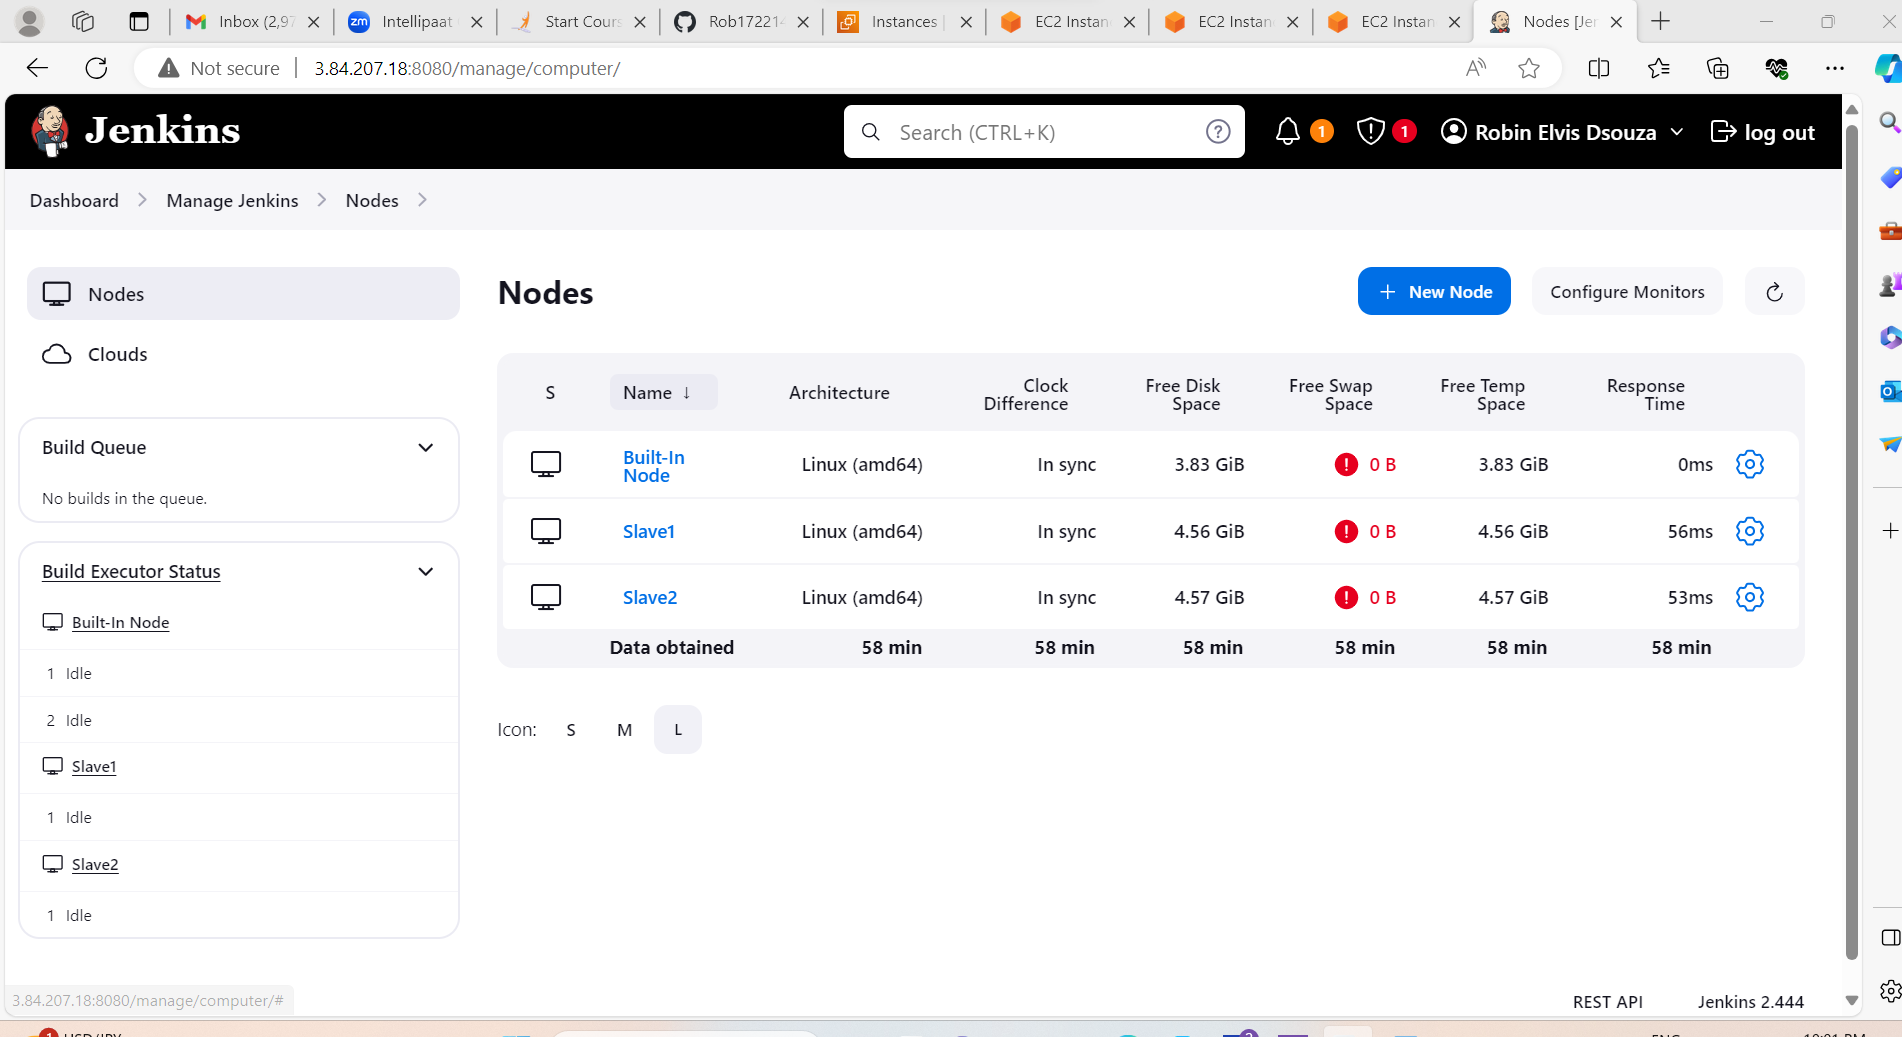 Inbox (2,97
zm
Intellipaat
Start Cours
Rob172214
Instances |
EC2 Instan
EC2 Instan
EC2 Instan
Nodes [Jen
Not secure
3.84.207.18:8080/manage/computer/
Jenkins
Search (CTRL+K)
1
1
Robin Elvis Dsouza
log out
Dashboard
Manage Jenkins
Nodes
Nodes
Clouds
Build Queue
No builds in the queue.
Build Executor Status
Built-In Node
1 Idle
2 Idle
Slave1
1 Idle
Slave2
1 Idle
Nodes
+ New Node
Configure Monitors
S Name ↓ Architecture Clock Difference Free Disk Space Free Swap Space Free Temp Space Response Time
Built-In Node Linux (amd64) In sync 3.83 GiB 0 B 3.83 GiB 0ms
Slave1 Linux (amd64) In sync 4.56 GiB 0 B 4.56 GiB 56ms
Slave2 Linux (amd64) In sync 4.57 GiB 0 B 4.57 GiB 53ms
Data obtained 58 min 58 min 58 min 58 min 58 min 58 min
Icon: S M L
3.84.207.18:8080/manage/computer/#
REST API
Jenkins 2.444